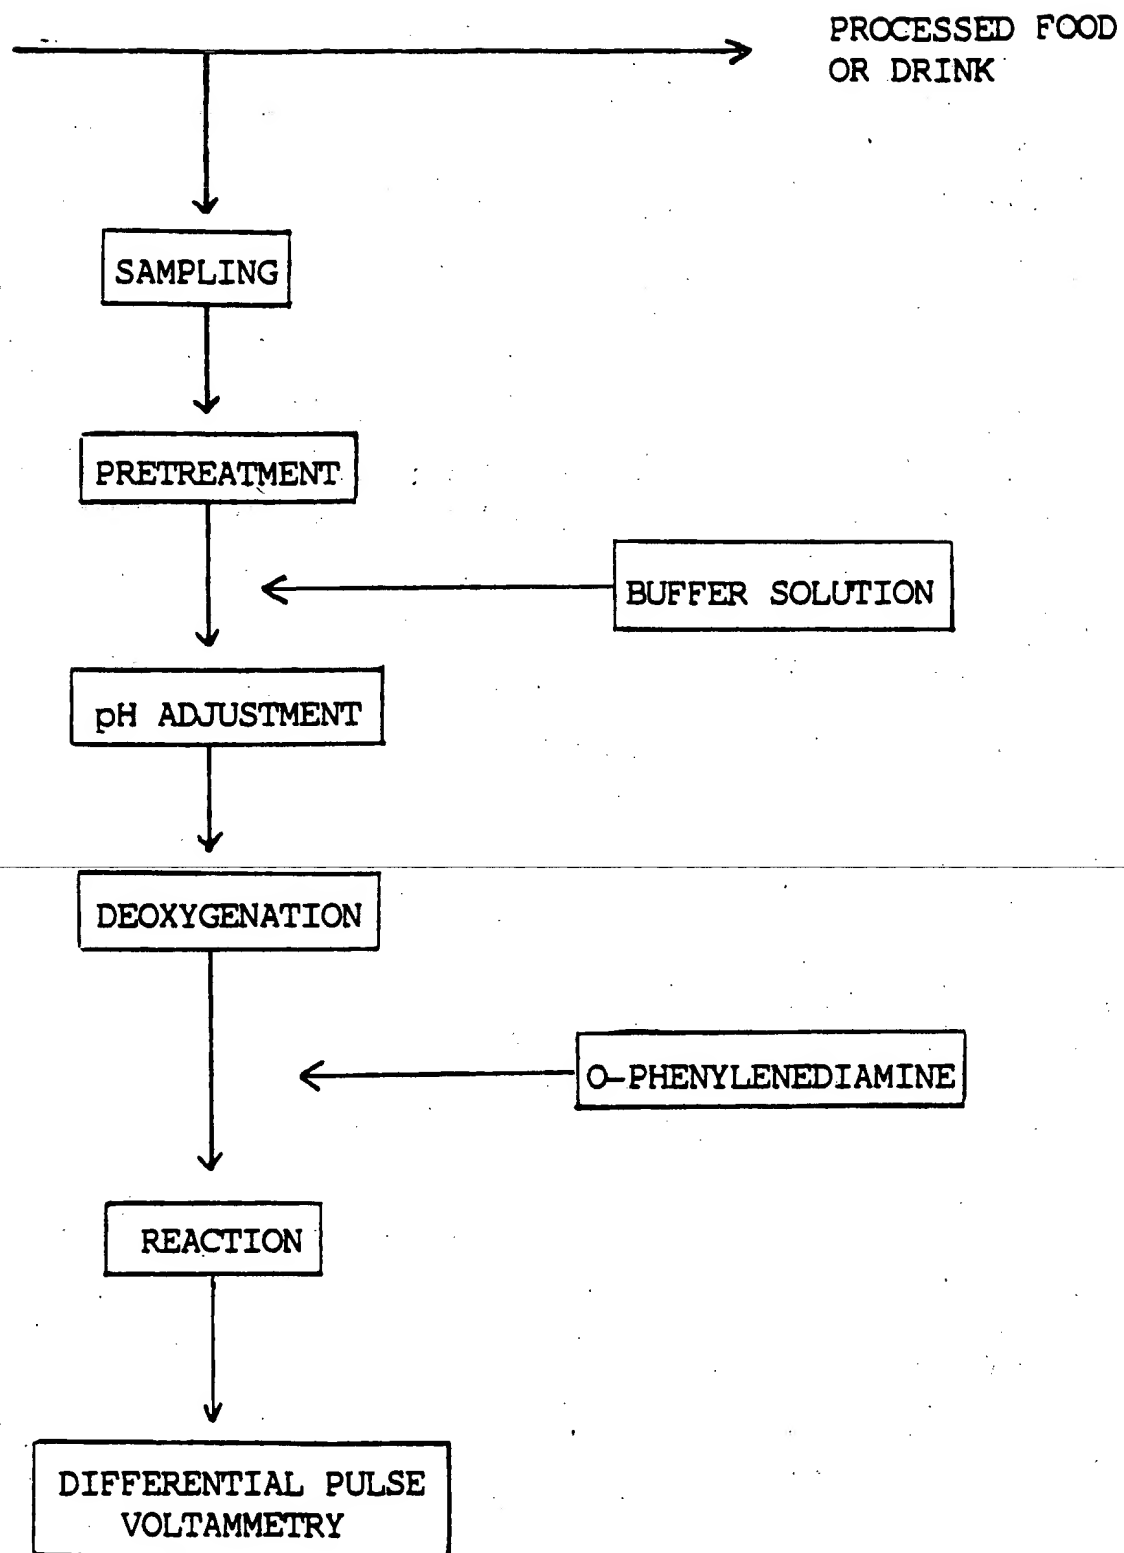 PROCESSED FOOD
OR DRINK
SAMPLING
PRETREATMENT
BUFFER SOLUTION
pH ADJUSTMENT
DEOXYGENATION
O-PHENYLENEDIAMINE
REACTION
DIFFERENTIAL PULSE
VOLTAMMETRY